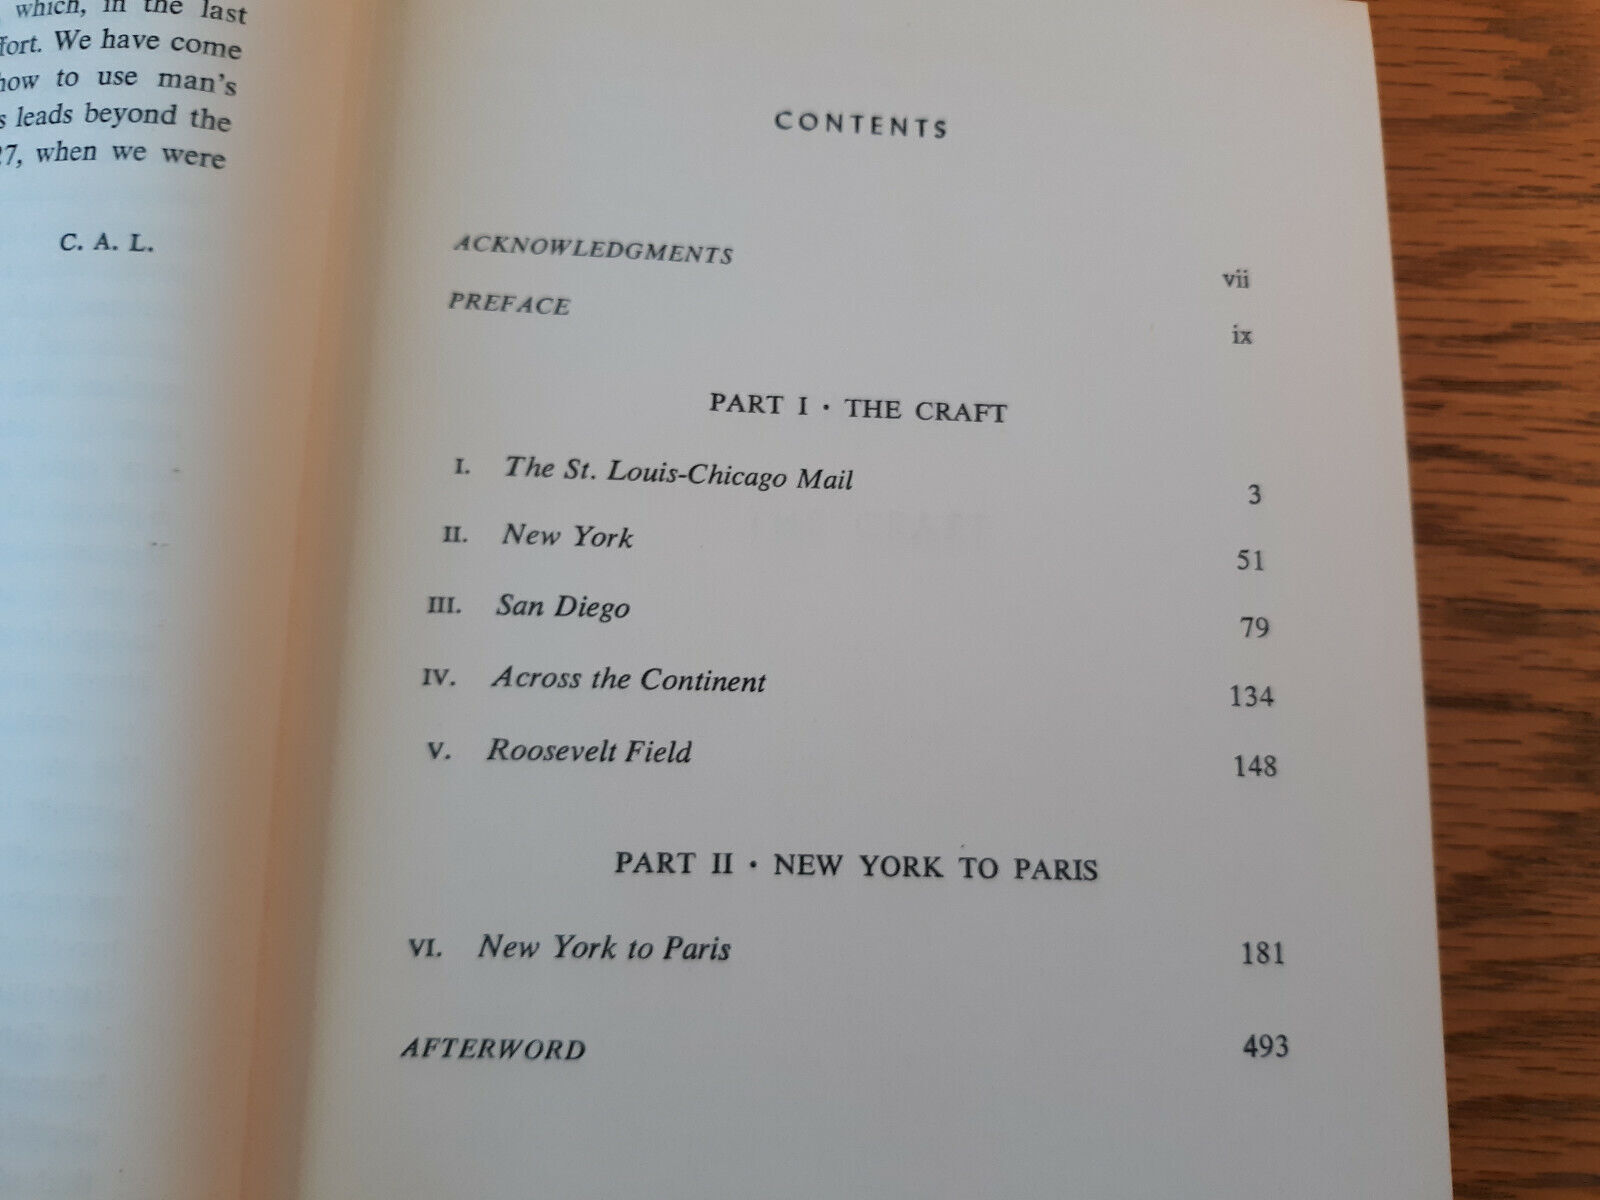 which, in the last
fort. We have come
how to use man's
s leads beyond the
27, when we were
C. A. L.
CONTENTS
ACKNOWLEDGMENTS vii
PREFACE ix
PART I · THE CRAFT
I. The St. Louis-Chicago Mail 3
II. New York 51
III. San Diego 79
IV. Across the Continent 134
V. Roosevelt Field 148
PART II · NEW YORK TO PARIS
VI. New York to Paris 181
AFTERWORD 493